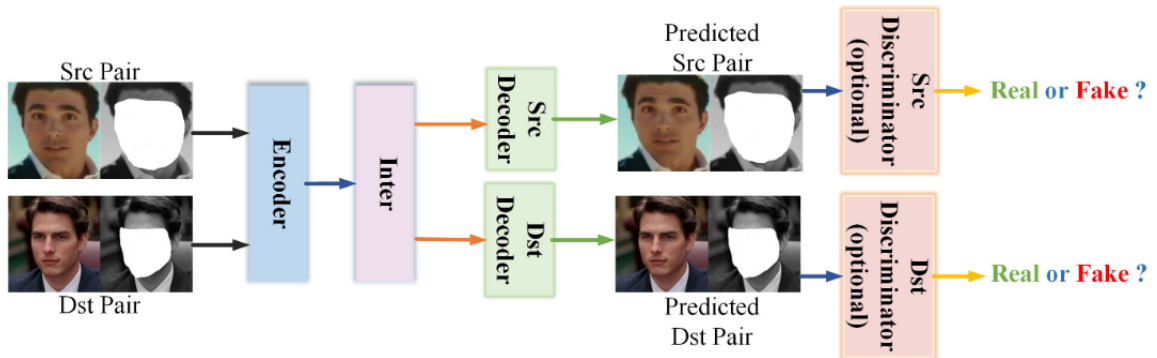 Src Pair
Dst Pair
Encoder
Inter
Src
Decoder
Dst
Decoder
Predicted
Src Pair
Predicted
Dst Pair
Src
Discriminator
(optional)
Dst
Discriminator
(optional)
Real or Fake ?
Real or Fake ?